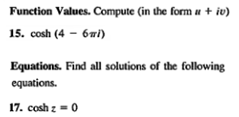 Function Values. Compute (in the form u + iv)
15. cosh (4 − 6πi)
Equations. Find all solutions of the following
equations.
17. cosh z = 0